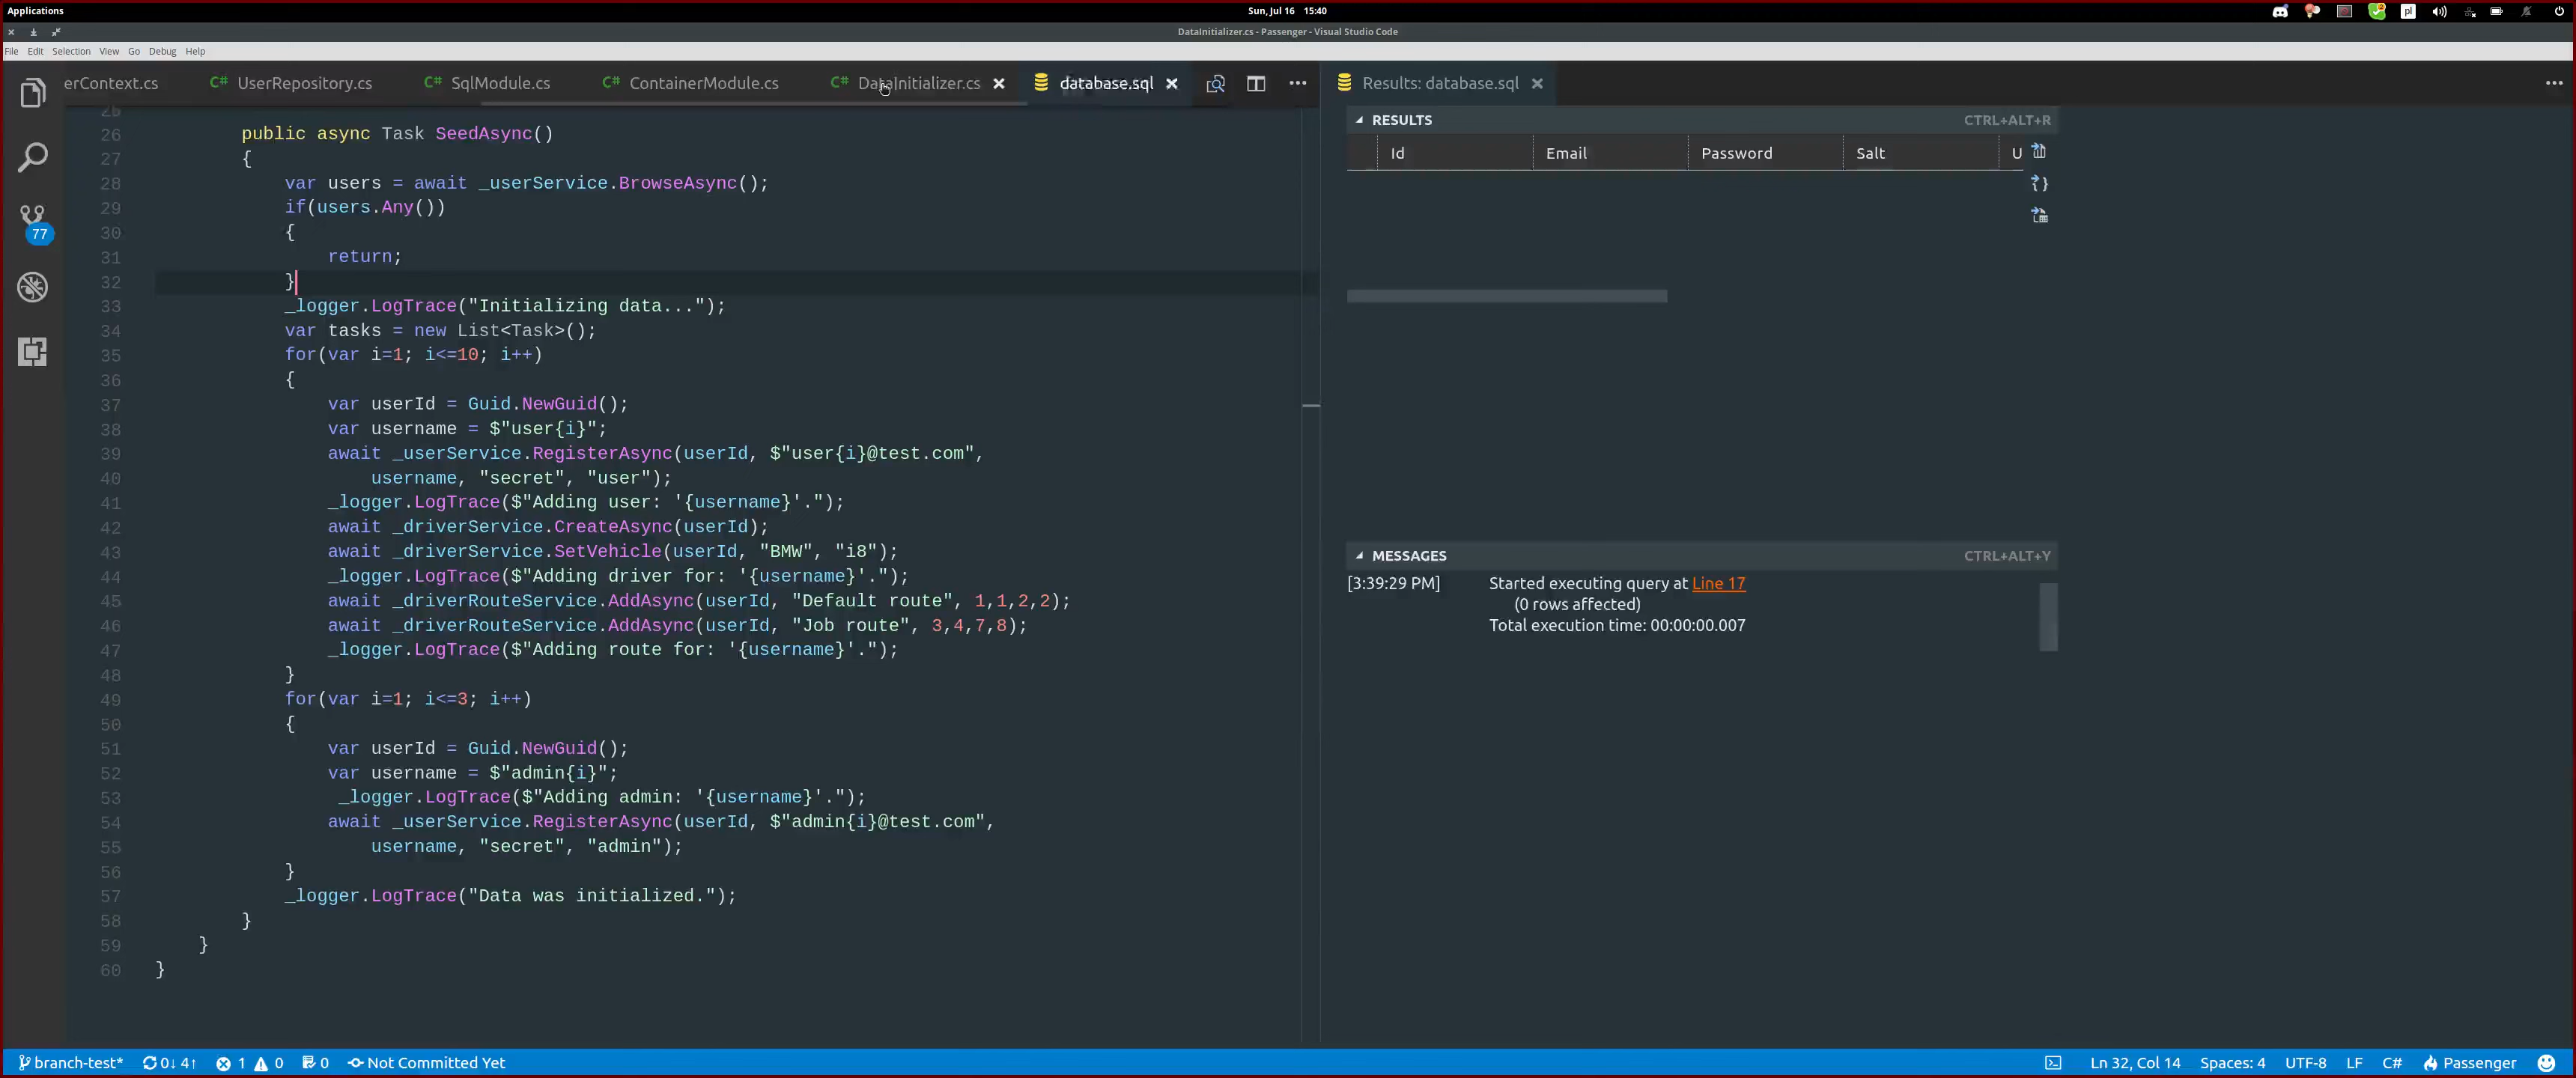 Applications
Sun, Jul 16 15:40
pl
DataInitializer.cs - Passenger - Visual Studio Code
File Edit Selection View Go Debug Help
erContext.cs
C# UserRepository.cs
C# SqlModule.cs
C# ContainerModule.cs
C# DataInitializer.cs
database.sql
Results: database.sql
26 public async Task SeedAsync()
27 {
28 var users = await _userService.BrowseAsync();
29 if(users.Any())
30 {
31 return;
32 }
33 _logger.LogTrace("Initializing data...");
34 var tasks = new List<Task>();
35 for(var i=1; i<=10; i++)
36 {
37 var userId = Guid.NewGuid();
38 var username = $"user{i}";
39 await _userService.RegisterAsync(userId, $"user{i}@test.com",
40 username, "secret", "user");
41 _logger.LogTrace($"Adding user: '{username}'.");
42 await _driverService.CreateAsync(userId);
43 await _driverService.SetVehicle(userId, "BMW", "i8");
44 _logger.LogTrace($"Adding driver for: '{username}'.");
45 await _driverRouteService.AddAsync(userId, "Default route", 1,1,2,2);
46 await _driverRouteService.AddAsync(userId, "Job route", 3,4,7,8);
47 _logger.LogTrace($"Adding route for: '{username}'.");
48 }
49 for(var i=1; i<=3; i++)
50 {
51 var userId = Guid.NewGuid();
52 var username = $"admin{i}";
53 _logger.LogTrace($"Adding admin: '{username}'.");
54 await _userService.RegisterAsync(userId, $"admin{i}@test.com",
55 username, "secret", "admin");
56 }
57 _logger.LogTrace("Data was initialized.");
58 }
59 }
60 }
77
RESULTS CTRL+ALT+R
Id Email Password Salt U
MESSAGES CTRL+ALT+Y
[3:39:29 PM] Started executing query at Line 17
(0 rows affected)
Total execution time: 00:00:00.007
branch-test* 0↓ 4↑ 1 0 0 Not Committed Yet
Ln 32, Col 14 Spaces: 4 UTF-8 LF C# Passenger